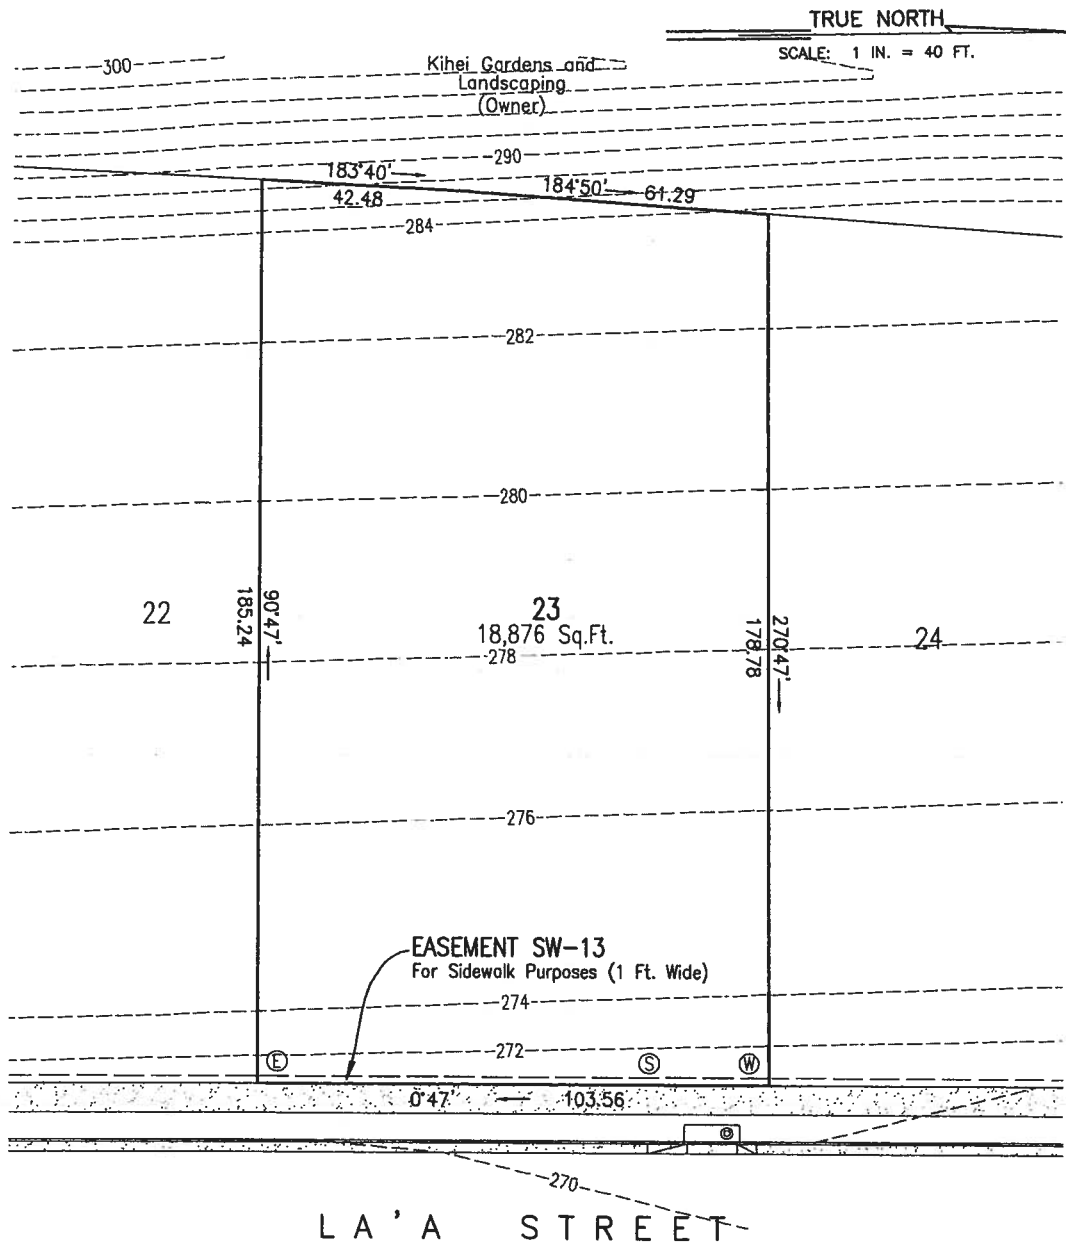 TRUE NORTH
SCALE: 1 IN. = 40 FT.
300
Kihei Gardens and
Landscaping
(Owner)
290
183°40'
42.48
184°50'
61.29
284
282
280
22
90°47'
185.24
23
18,876 Sq.Ft.
278
270°47'
178.78
24
276
EASEMENT SW-13
For Sidewalk Purposes (1 Ft. Wide)
274
272
E
S
W
0°47'
103.56
270
LA'A STREET